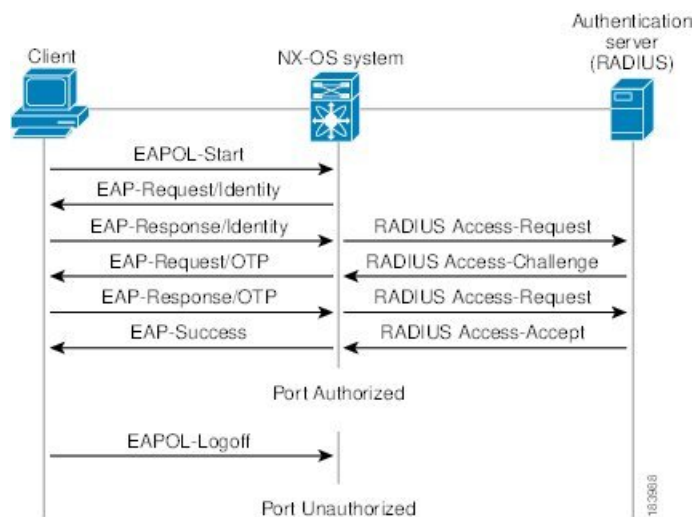 Client
NX-OS system
Authentication
server
(RADIUS)
EAPOL-Start
EAP-Request/Identity
EAP-Response/Identity
RADIUS Access-Request
EAP-Request/OTP
RADIUS Access-Challenge
EAP-Response/OTP
RADIUS Access-Request
EAP-Success
RADIUS Access-Accept
Port Authorized
EAPOL-Logoff
Port Unauthorized
183968